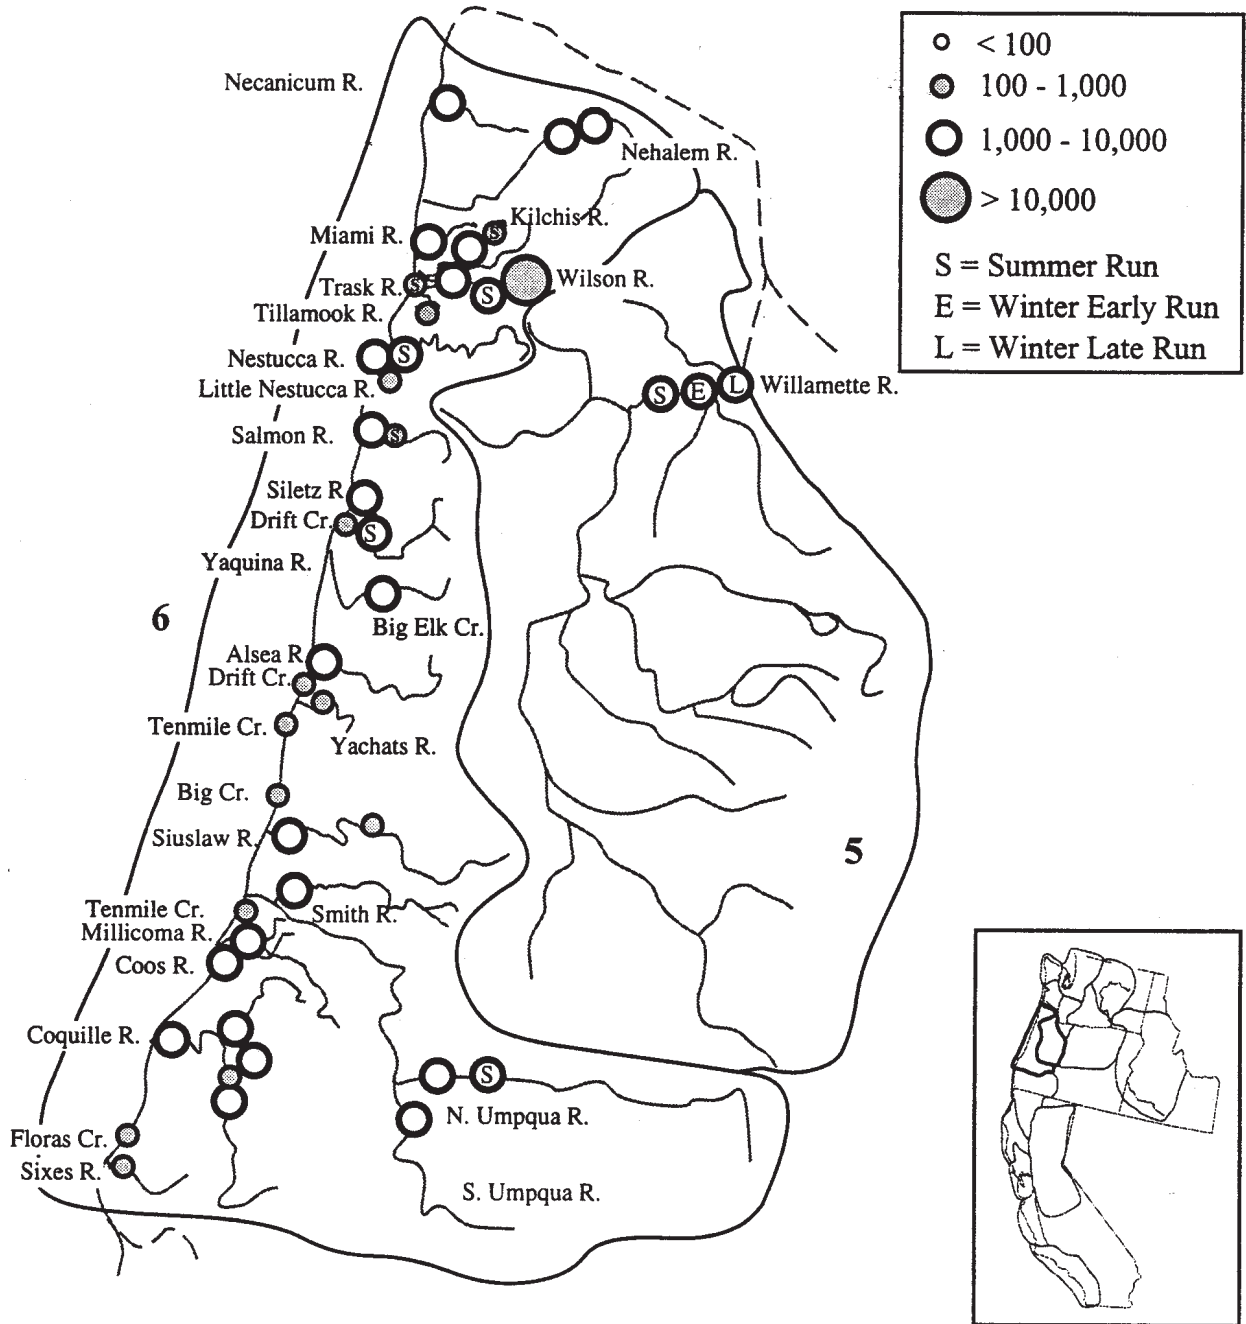 Necanicum R.
Nehalem R.
Kilchis R.
Miami R.
S
Trask R.
S
S
Wilson R.
Tillamook R.
Nestucca R.
S
Little Nestucca R.
S
E
L
Willamette R.
Salmon R.
S
Siletz R
Drift Cr.
S
Yaquina R.
6
Big Elk Cr.
Alsea R
Drift Cr.
Tenmile Cr.
Yachats R.
Big Cr.
Siuslaw R.
5
Tenmile Cr.
Smith R.
Millicoma R.
Coos R.
Coquille R.
S
N. Umpqua R.
Floras Cr.
Sixes R.
S. Umpqua R.
< 100
100 - 1,000
1,000 - 10,000
> 10,000
S = Summer Run
E = Winter Early Run
L = Winter Late Run